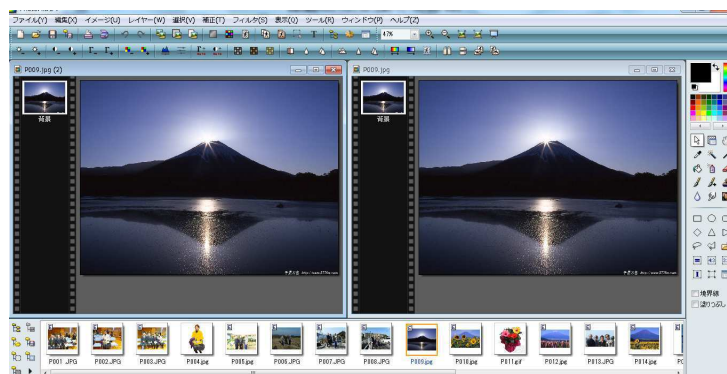 ファイル(F) 編集(X) イメージ(U) レイヤー(W) 選択(V) 補正(T) フィルタ(S) 表示(O) ツール(R) ウィンドウ(P) ヘルプ(Z)
47%
P009.jpg (2)
P009.jpg
背景
背景
P001.JPG P002.JPG P003.JPG P004.jpg P005.jpg P006.JPG P007.JPG P008.JPG P009.jpg P010.jpg P011.gif P012.jpg P013.JPG P014.jpg
境界線
塗りつぶし